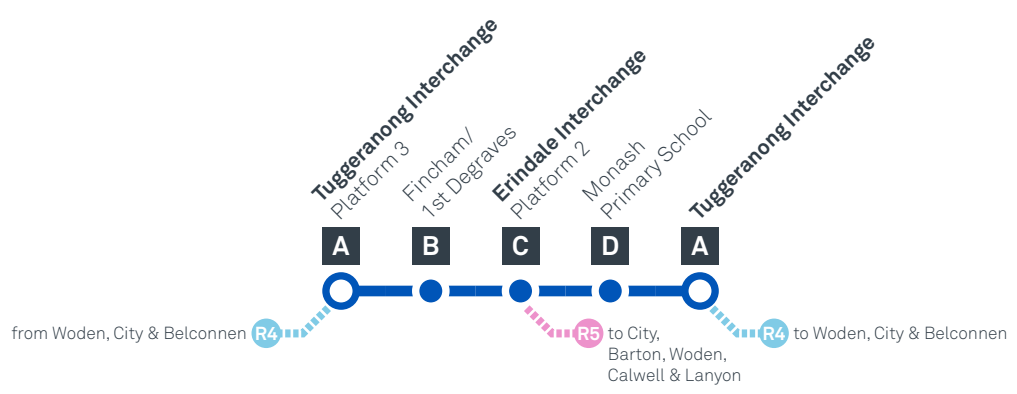 Tuggeranong Interchange
Platform 3
Fincham/
1st Degraves
Erindale Interchange
Platform 2
Monash
Primary School
Tuggeranong Interchange
A
B
C
D
A
from Woden, City & Belconnen
R4
R5
to City,
Barton, Woden,
Calwell & Lanyon
R4
to Woden, City & Belconnen